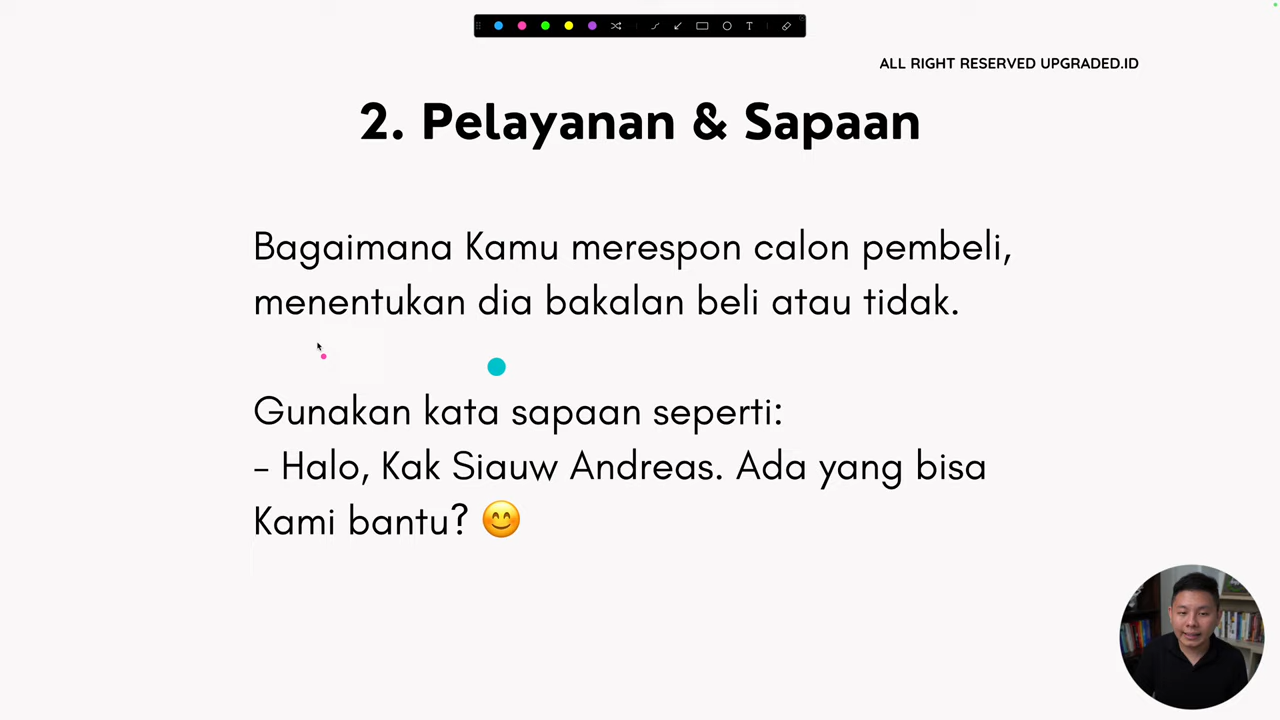 ALL RIGHT RESERVED UPGRADED.ID
2. Pelayanan & Sapaan
Bagaimana Kamu merespon calon pembeli,
menentukan dia bakalan beli atau tidak.
Gunakan kata sapaan seperti:
- Halo, Kak Siauw Andreas. Ada yang bisa
Kami bantu? 😊